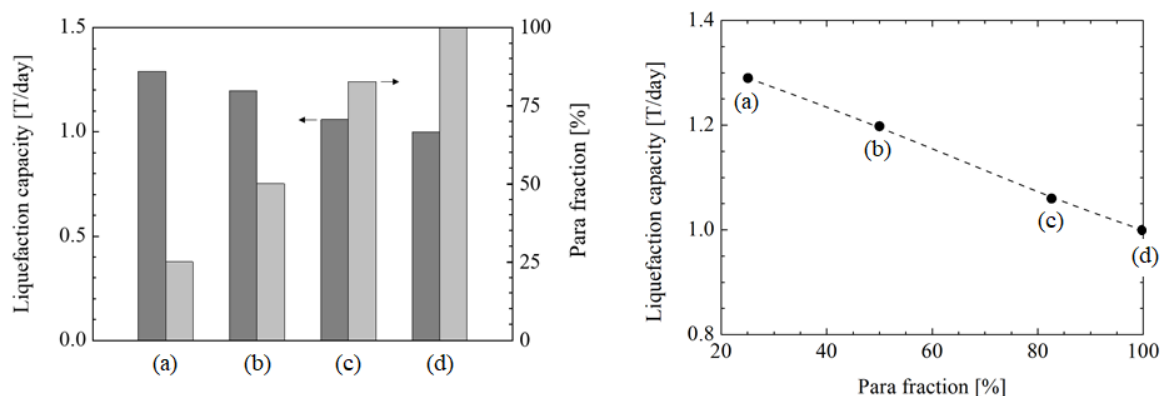 Liquefaction capacity [T/day]
1.5
1.0
0.5
0.0
100
75
50
25
0
Para fraction [%]
(a) (b) (c) (d)
Liquefaction capacity [T/day]
1.4
1.2
1.0
0.8
(a)
(b)
(c)
(d)
20 40 60 80 100
Para fraction [%]